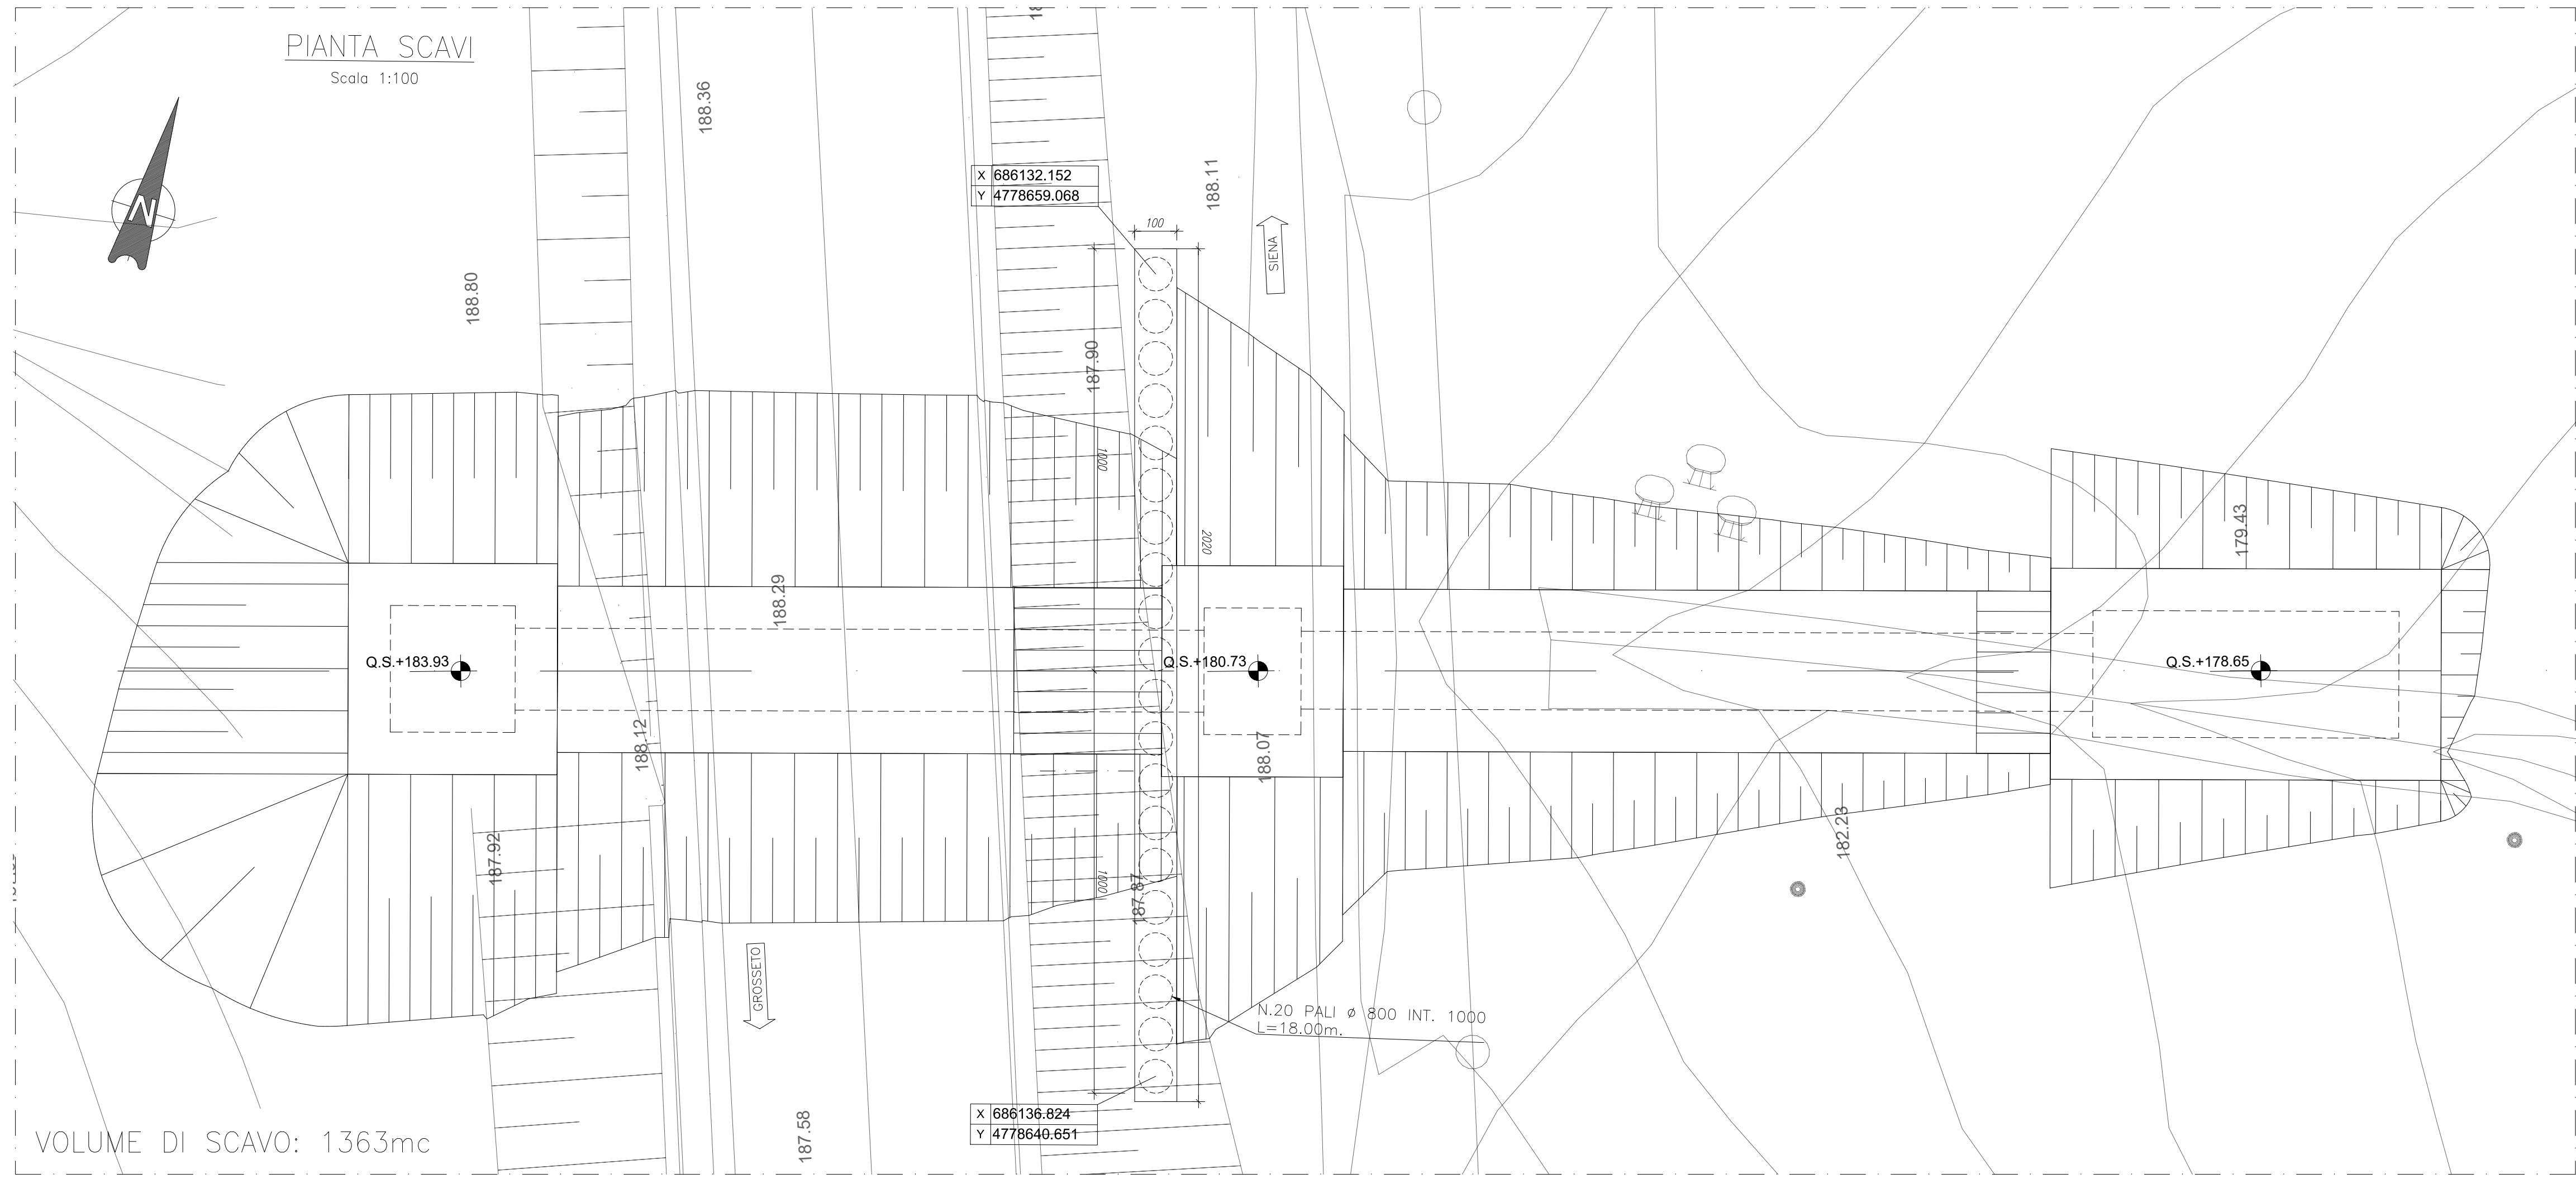 PIANTA SCAVI
Scala 1:100
N
188.36
188.11
X 686132.152
Y 4778659.068
100
SIENA
188.80
187.90
1000
2020
179.43
188.29
Q.S.+183.93
Q.S.+180.73
Q.S.+178.65
188.12
188.07
182.23
187.92
1000
187.87
GROSSETO
N.20 PALI ø 800 INT. 1000
L=18.00m.
X 686136.824
Y 4778640.651
187.58
VOLUME DI SCAVO: 1363mc